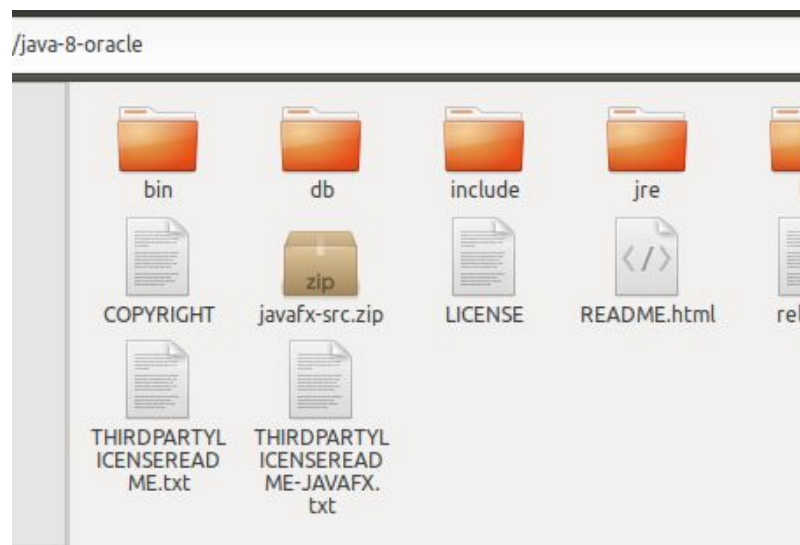 /java-8-oracle
bin
db
include
jre
zip
COPYRIGHT
javafx-src.zip
LICENSE
</>
README.html
THIRDPARTYL
ICENSEREAD
ME.txt
THIRDPARTYL
ICENSEREAD
ME-JAVAFX.
txt